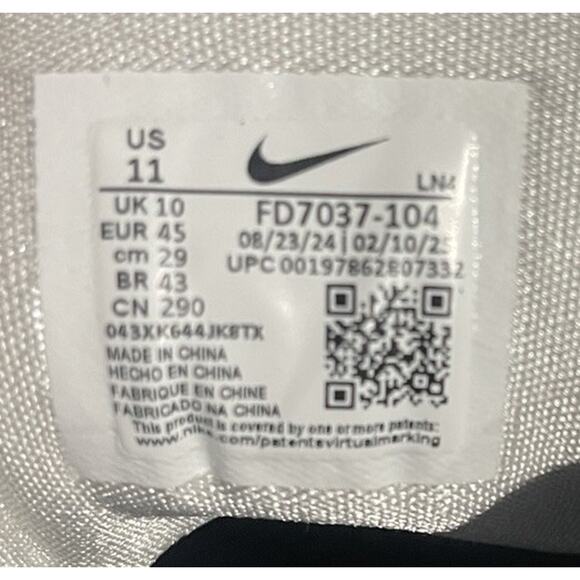 US
11
LN4
UK 10
FD7037-104
EUR 45
08/23/24 | 02/10/25
cm 29
UPC 00197862807332
BR 43
CN 290
043XK644JK8TX
MADE IN CHINA
HECHO EN CHINA
FABRIQUE EN CHINE
FABRICADO NA CHINA
This product is covered by one or more patents:
www.nike.com/patentsvirtualmarking